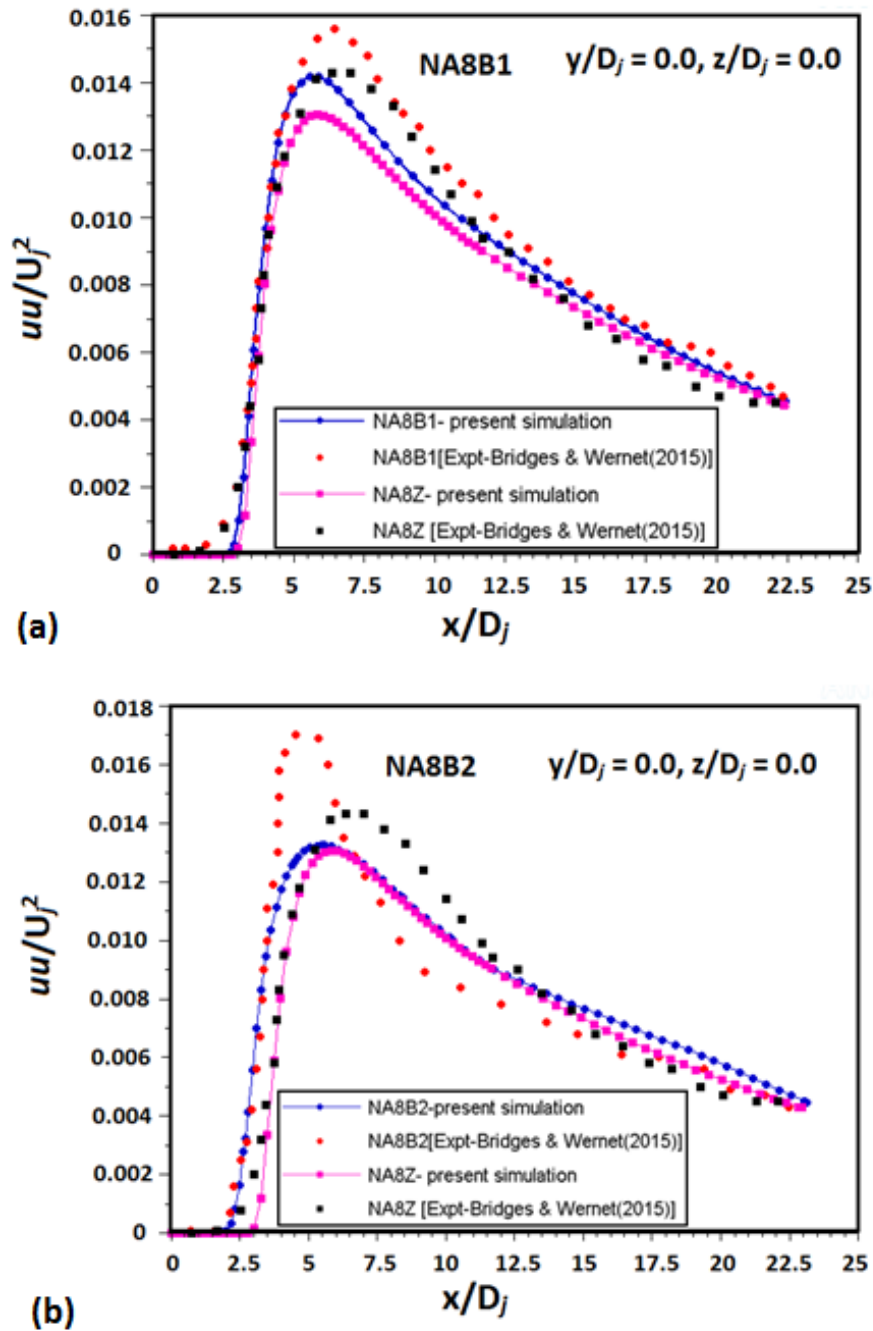 0.016
0.014
0.012
0.010
0.008
0.006
0.004
0.002
0
uu/Uj²
NA8B1
y/Dj = 0.0, z/Dj = 0.0
NA8B1- present simulation
NA8B1[Expt-Bridges & Wernet(2015)]
NA8Z- present simulation
NA8Z [Expt-Bridges & Wernet(2015)]
0 2.5 5 7.5 10 12.5 15 17.5 20 22.5 25
x/Dj
(a)
0.018
0.016
0.014
0.012
0.010
0.008
0.006
0.004
0.002
0
uu/Uj²
NA8B2
y/Dj = 0.0, z/Dj = 0.0
NA8B2-present simulation
NA8B2[Expt-Bridges & Wernet(2015)]
NA8Z- present simulation
NA8Z [Expt-Bridges & Wernet(2015)]
0 2.5 5 7.5 10 12.5 15 17.5 20 22.5 25
x/Dj
(b)